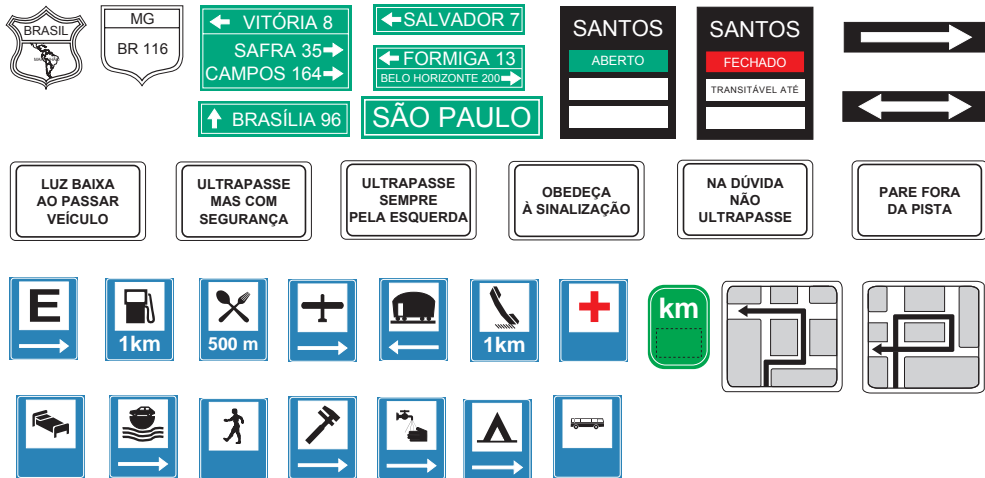 BRASIL
MG
BR 116
VITÓRIA 8
SAFRA 35
CAMPOS 164
BRASÍLIA 96
SALVADOR 7
FORMIGA 13
BELO HORIZONTE 200
SÃO PAULO
SANTOS
ABERTO
SANTOS
FECHADO
TRANSITÁVEL ATÉ
LUZ BAIXA
AO PASSAR
VEÍCULO
ULTRAPASSE
MAS COM
SEGURANÇA
ULTRAPASSE
SEMPRE
PELA ESQUERDA
OBEDEÇA
À SINALIZAÇÃO
NA DÚVIDA
NÃO
ULTRAPASSE
PARE FORA
DA PISTA
E
1km
500 m
1km
km